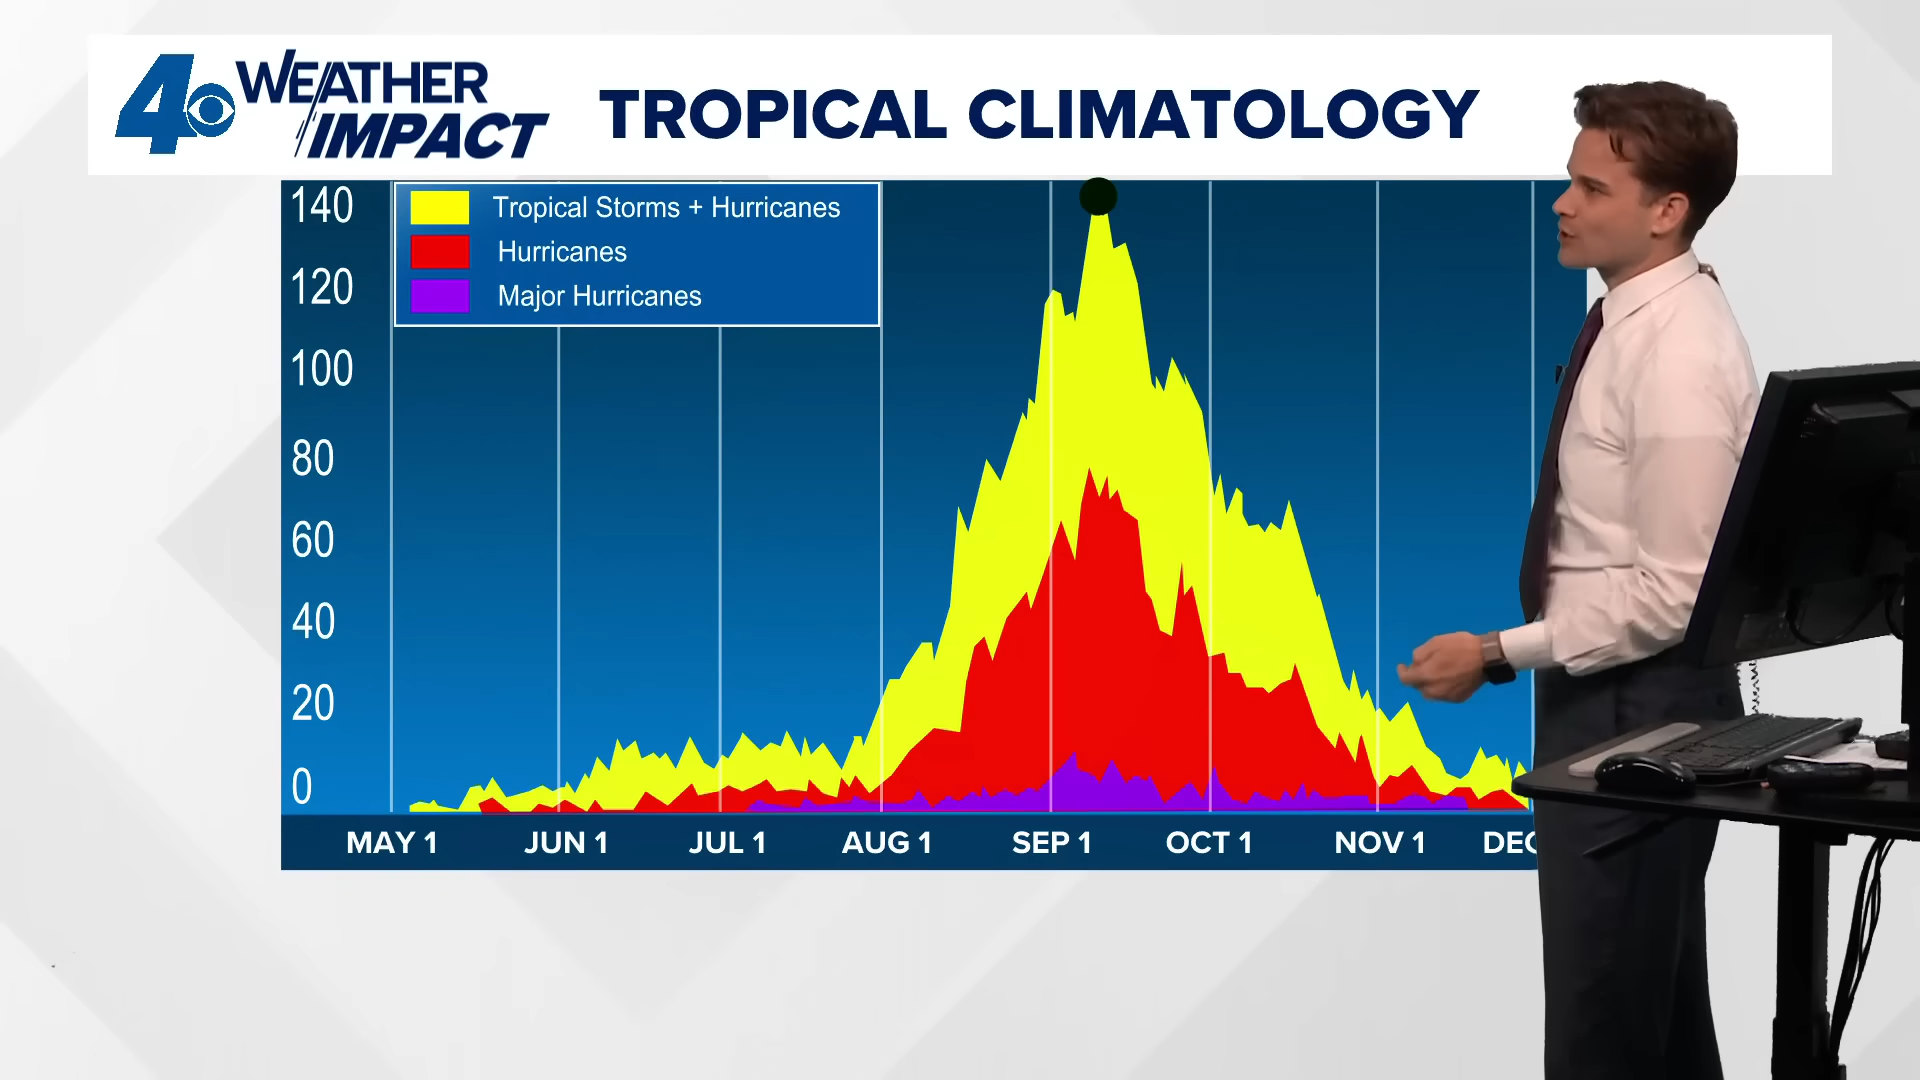 4 WEATHER
IMPACT
TROPICAL CLIMATOLOGY
140
120
100
80
60
40
20
0
Tropical Storms + Hurricanes
Hurricanes
Major Hurricanes
MAY 1 JUN 1 JUL 1 AUG 1 SEP 1 OCT 1 NOV 1 DEC